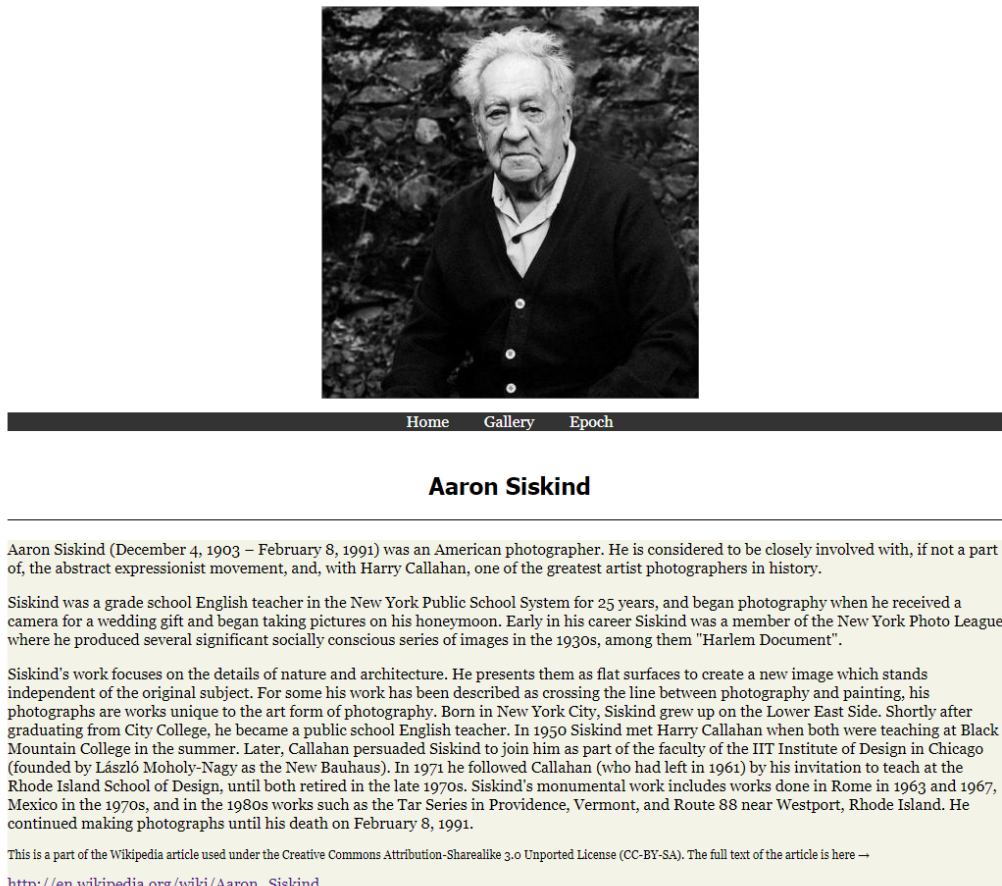 Home Gallery Epoch
Aaron Siskind
Aaron Siskind (December 4, 1903 – February 8, 1991) was an American photographer. He is considered to be closely involved with, if not a part
of, the abstract expressionist movement, and, with Harry Callahan, one of the greatest artist photographers in history.
Siskind was a grade school English teacher in the New York Public School System for 25 years, and began photography when he received a
camera for a wedding gift and began taking pictures on his honeymoon. Early in his career Siskind was a member of the New York Photo League
where he produced several significant socially conscious series of images in the 1930s, among them "Harlem Document".
Siskind's work focuses on the details of nature and architecture. He presents them as flat surfaces to create a new image which stands
independent of the original subject. For some his work has been described as crossing the line between photography and painting, his
photographs are works unique to the art form of photography. Born in New York City, Siskind grew up on the Lower East Side. Shortly after
graduating from City College, he became a public school English teacher. In 1950 Siskind met Harry Callahan when both were teaching at Black
Mountain College in the summer. Later, Callahan persuaded Siskind to join him as part of the faculty of the IIT Institute of Design in Chicago
(founded by László Moholy-Nagy as the New Bauhaus). In 1971 he followed Callahan (who had left in 1961) by his invitation to teach at the
Rhode Island School of Design, until both retired in the late 1970s. Siskind's monumental work includes works done in Rome in 1963 and 1967,
Mexico in the 1970s, and in the 1980s works such as the Tar Series in Providence, Vermont, and Route 88 near Westport, Rhode Island. He
continued making photographs until his death on February 8, 1991.
This is a part of the Wikipedia article used under the Creative Commons Attribution-Sharealike 3.0 Unported License (CC-BY-SA). The full text of the article is here →
http://en.wikipedia.org/wiki/Aaron_Siskind